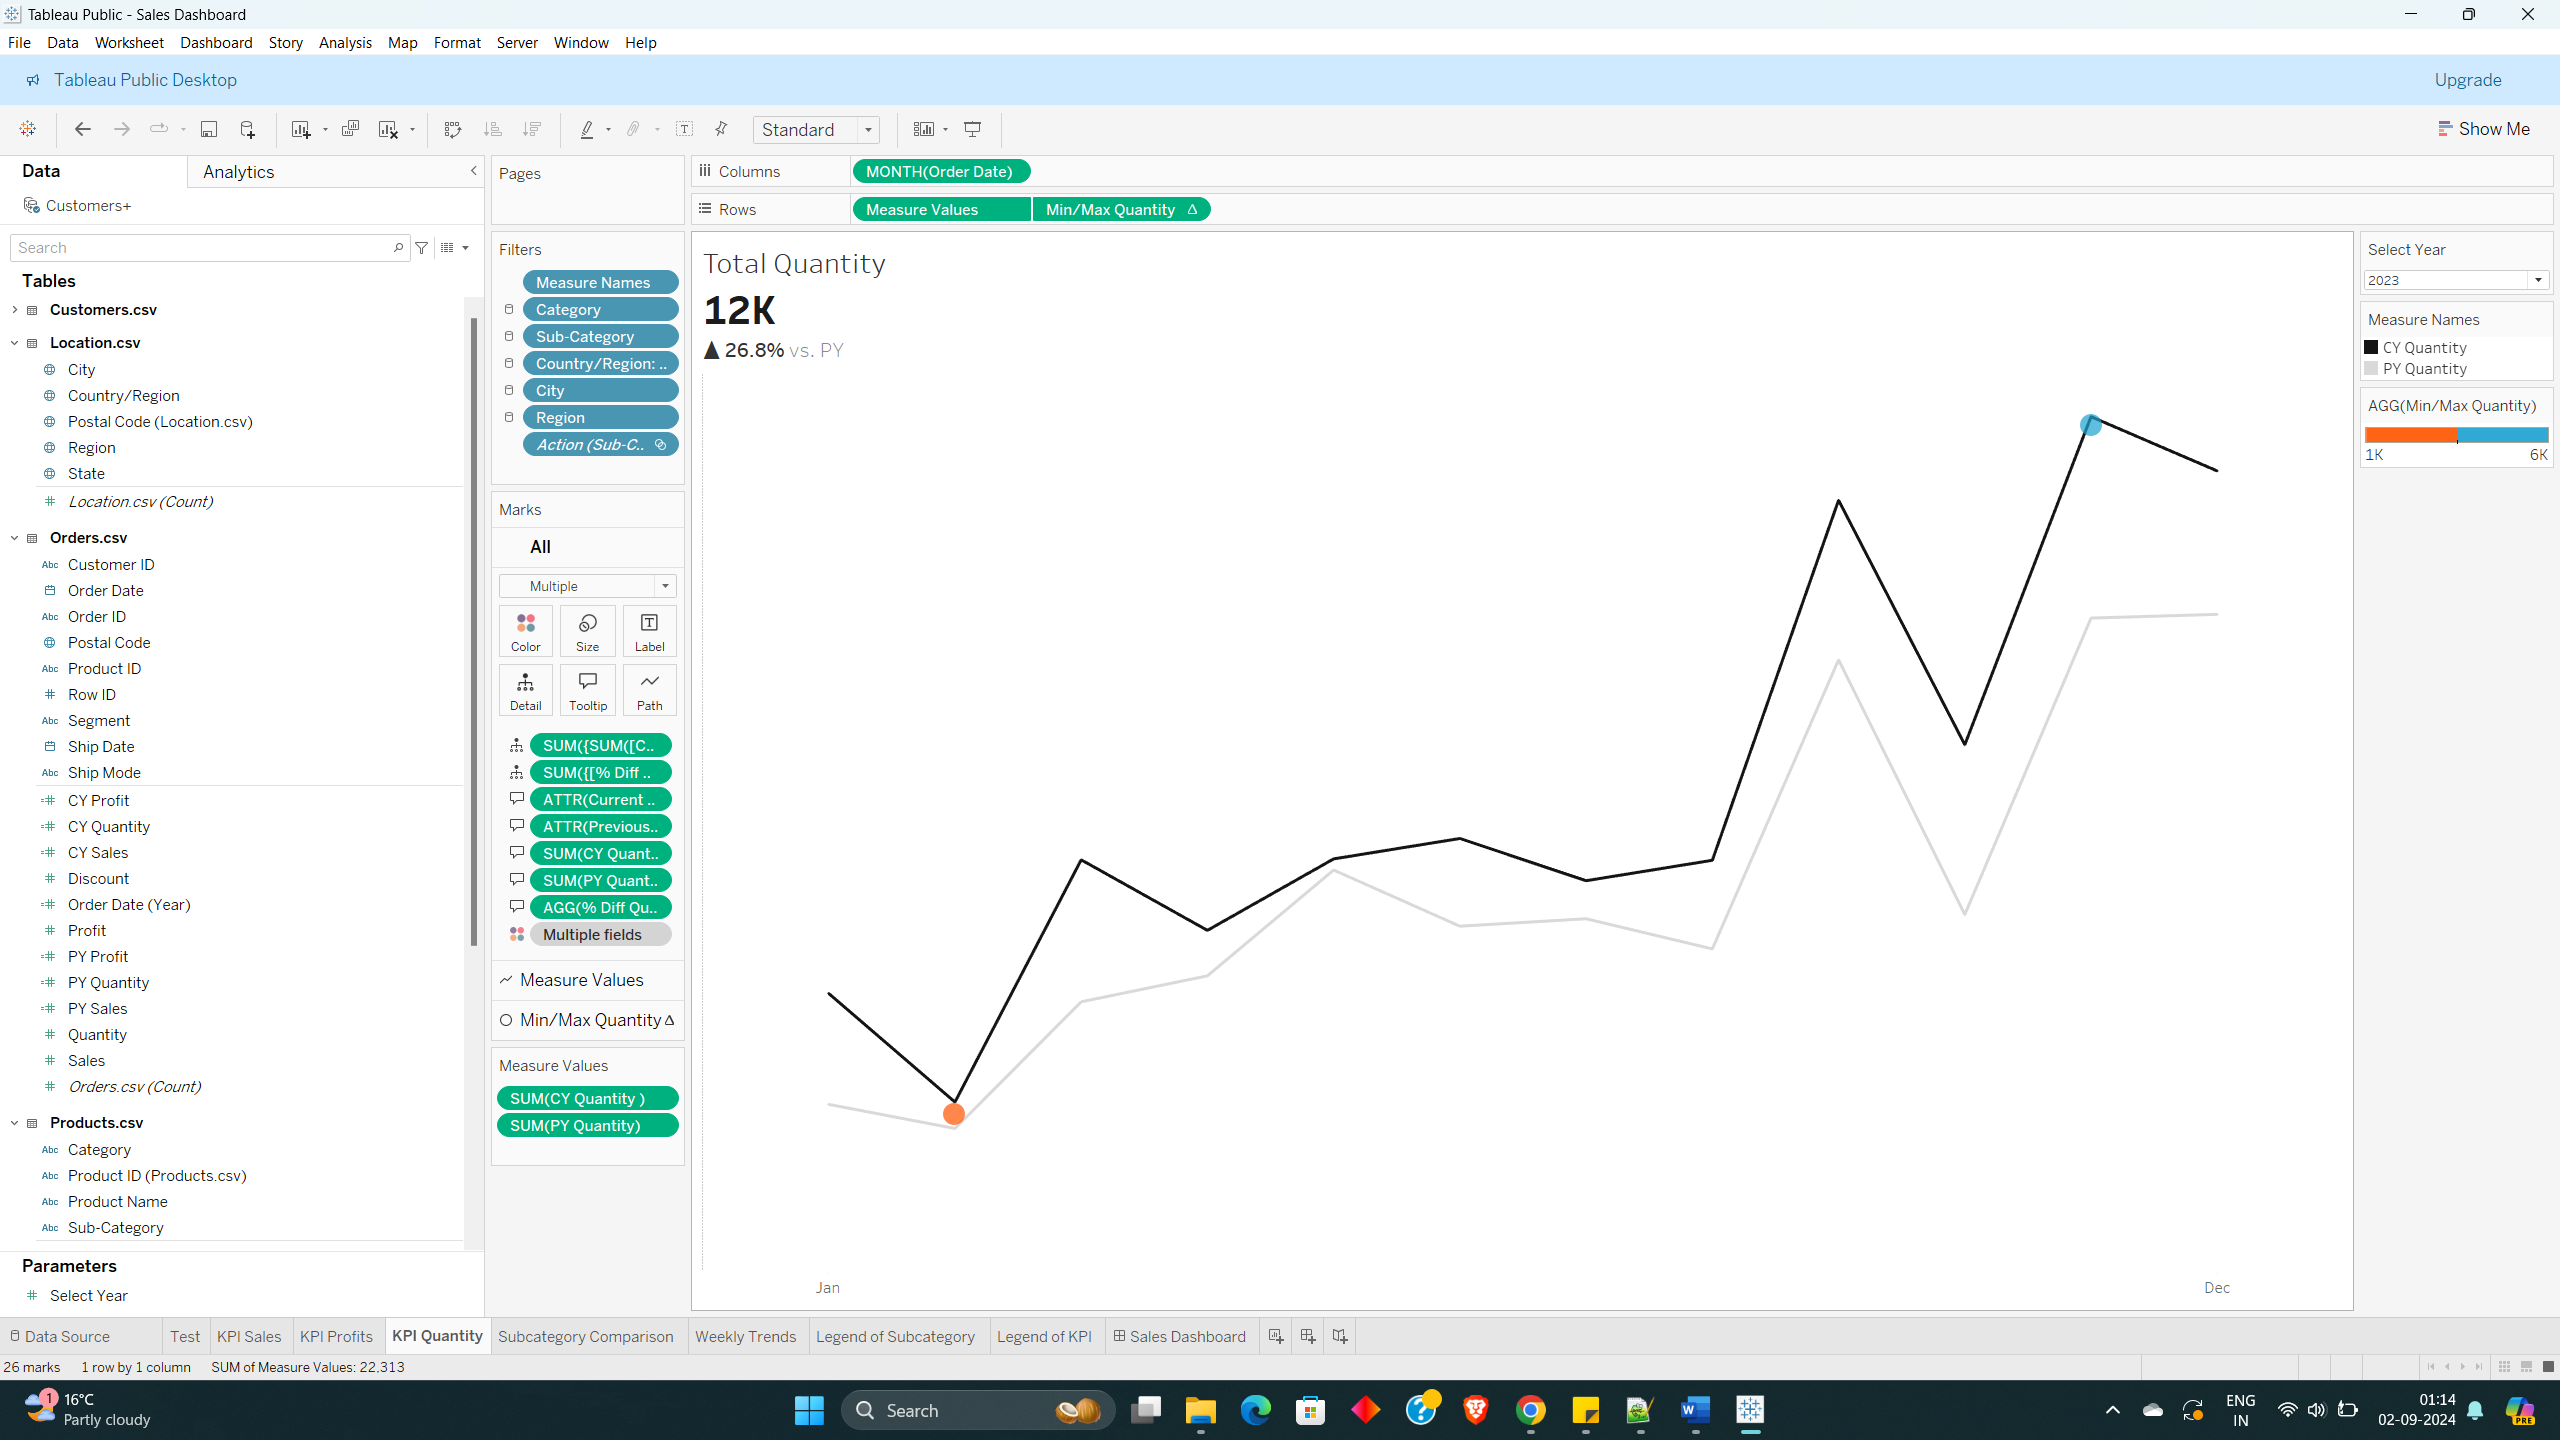 Tableau Public - Sales Dashboard
File Data Worksheet Dashboard Story Analysis Map Format Server Window Help
Tableau Public Desktop
Upgrade
Standard
Show Me
Data
Analytics
Customers+
Search
Tables
Customers.csv
Location.csv
City
Country/Region
Postal Code (Location.csv)
Region
State
Location.csv (Count)
Orders.csv
Abc Customer ID
Order Date
Abc Order ID
Postal Code
Abc Product ID
Row ID
Abc Segment
Ship Date
Abc Ship Mode
CY Profit
CY Quantity
CY Sales
Discount
Order Date (Year)
Profit
PY Profit
PY Quantity
PY Sales
Quantity
Sales
Orders.csv (Count)
Products.csv
Abc Category
Abc Product ID (Products.csv)
Abc Product Name
Abc Sub-Category
Parameters
Select Year
Pages
Filters
Measure Names
Category
Sub-Category
Country/Region: ..
City
Region
Action (Sub-C..
Marks
All
Multiple
Color Size Label
Detail Tooltip Path
SUM({SUM([C..
SUM({[% Diff ..
ATTR(Current ..
ATTR(Previous..
SUM(CY Quant..
SUM(PY Quant..
AGG(% Diff Qu..
Multiple fields
Measure Values
Min/Max Quantity Δ
Measure Values
SUM(CY Quantity )
SUM(PY Quantity)
Columns MONTH(Order Date)
Rows Measure Values Min/Max Quantity Δ
Total Quantity
12K
▲ 26.8% vs. PY
Jan Dec
Select Year
2023
Measure Names
CY Quantity
PY Quantity
AGG(Min/Max Quantity)
1K 6K
Data Source Test KPI Sales KPI Profits KPI Quantity Subcategory Comparison Weekly Trends Legend of Subcategory Legend of KPI Sales Dashboard
26 marks 1 row by 1 column SUM of Measure Values: 22,313
1
16°C
Partly cloudy
Search
W
PRE
ENG
IN
01:14
02-09-2024